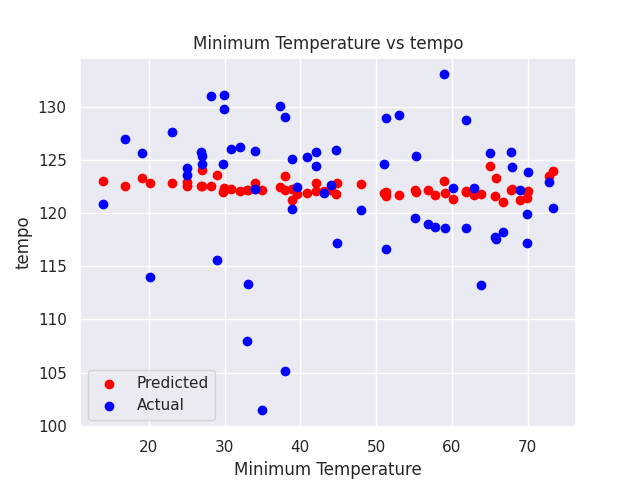 Minimum Temperature vs tempo
130
125
120
115
110
105
100
tempo
Predicted
Actual
20 30 40 50 60 70
Minimum Temperature